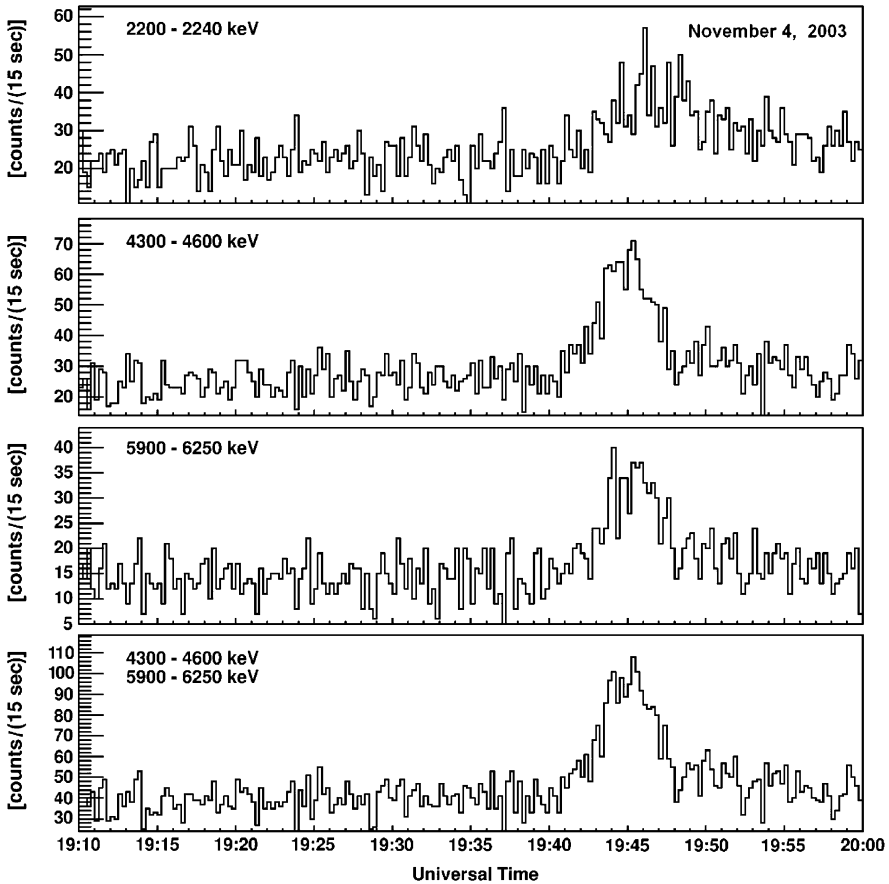 2200 - 2240 keV
November 4, 2003
[counts/(15 sec)]
60
50
40
30
20
4300 - 4600 keV
[counts/(15 sec)]
70
60
50
40
30
20
5900 - 6250 keV
[counts/(15 sec)]
40
35
30
25
20
15
10
5
4300 - 4600 keV
5900 - 6250 keV
[counts/(15 sec)]
110
100
90
80
70
60
50
40
30
19:10 19:15 19:20 19:25 19:30 19:35 19:40 19:45 19:50 19:55 20:00
Universal Time